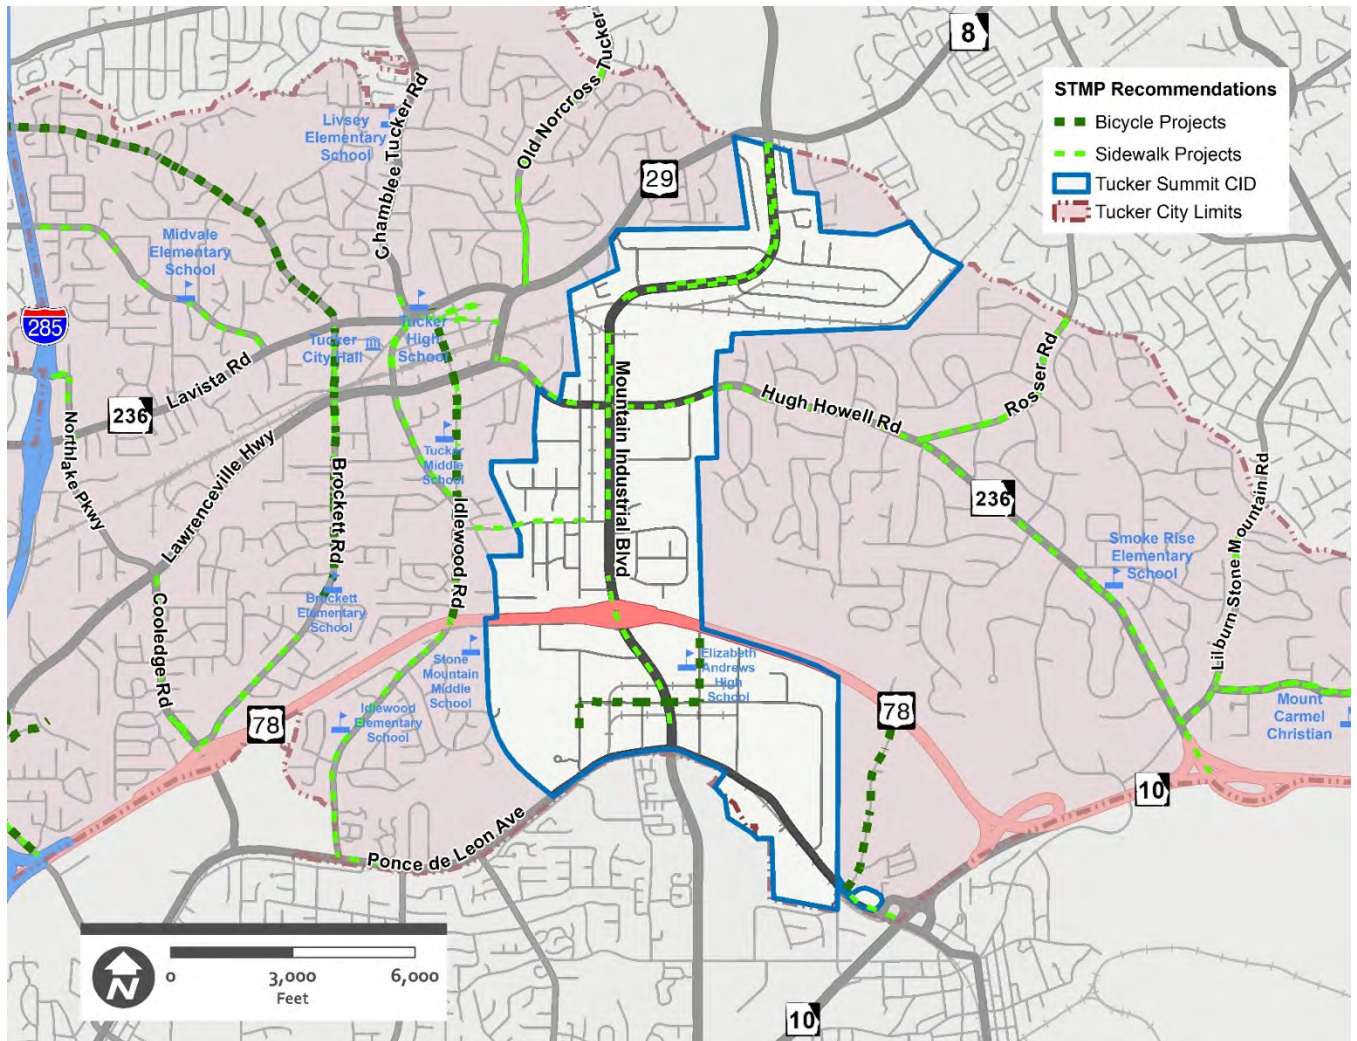 8
STMP Recommendations
Bicycle Projects
Sidewalk Projects
Tucker Summit CID
Tucker City Limits
Old Norcross Tucker
Chamblee Tucker Rd
Livsey
Elementary
School
29
Midvale
Elementary
School
285
Tucker
High
School
Tucker
City Hall
Lavista Rd
236
Northlake Pkwy
Lawrenceville Hwy
Mountain Industrial Blvd
Hugh Howell Rd
Rosser Rd
Tucker
Middle
School
Brockett Rd
Idlewood Rd
236
Lilburn Stone Mountain Rd
Smoke Rise
Elementary
School
Brockett
Elementary
School
Cooledge Rd
Stone
Mountain
Middle
School
Elizabeth
Andrews
High
School
Idlewood
Elementary
School
78
78
Mount
Carmel
Christian
10
Ponce de Leon Ave
N
0
3,000
6,000
Feet
10